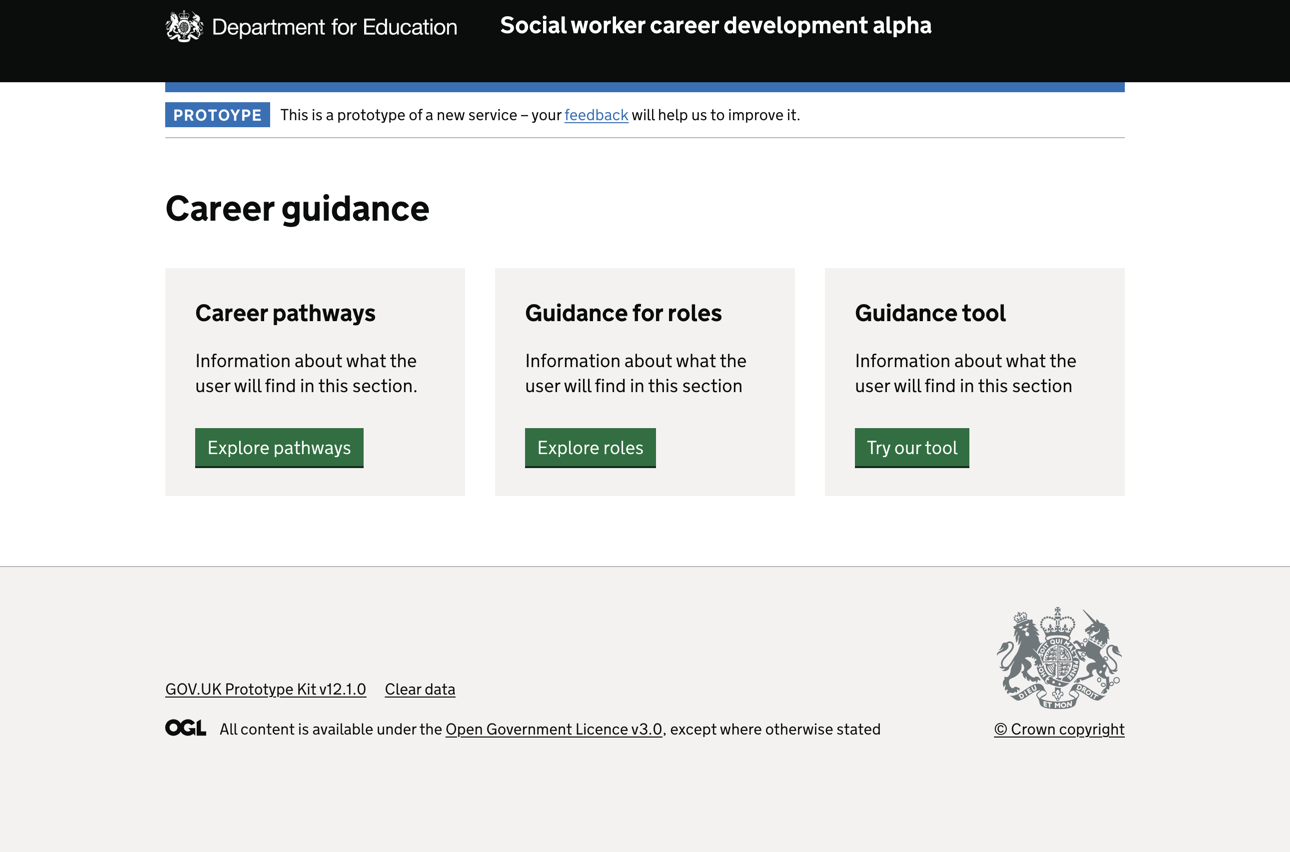 Department for Education
Social worker career development alpha
PROTOYPE
This is a prototype of a new service – your feedback will help us to improve it.
Career guidance
Career pathways
Information about what the
user will find in this section.
Explore pathways
Guidance for roles
Information about what the
user will find in this section
Explore roles
Guidance tool
Information about what the
user will find in this section
Try our tool
GOV.UK Prototype Kit v12.1.0
Clear data
OGL
All content is available under the Open Government Licence v3.0, except where otherwise stated
DIEU ET MON DROIT
© Crown copyright